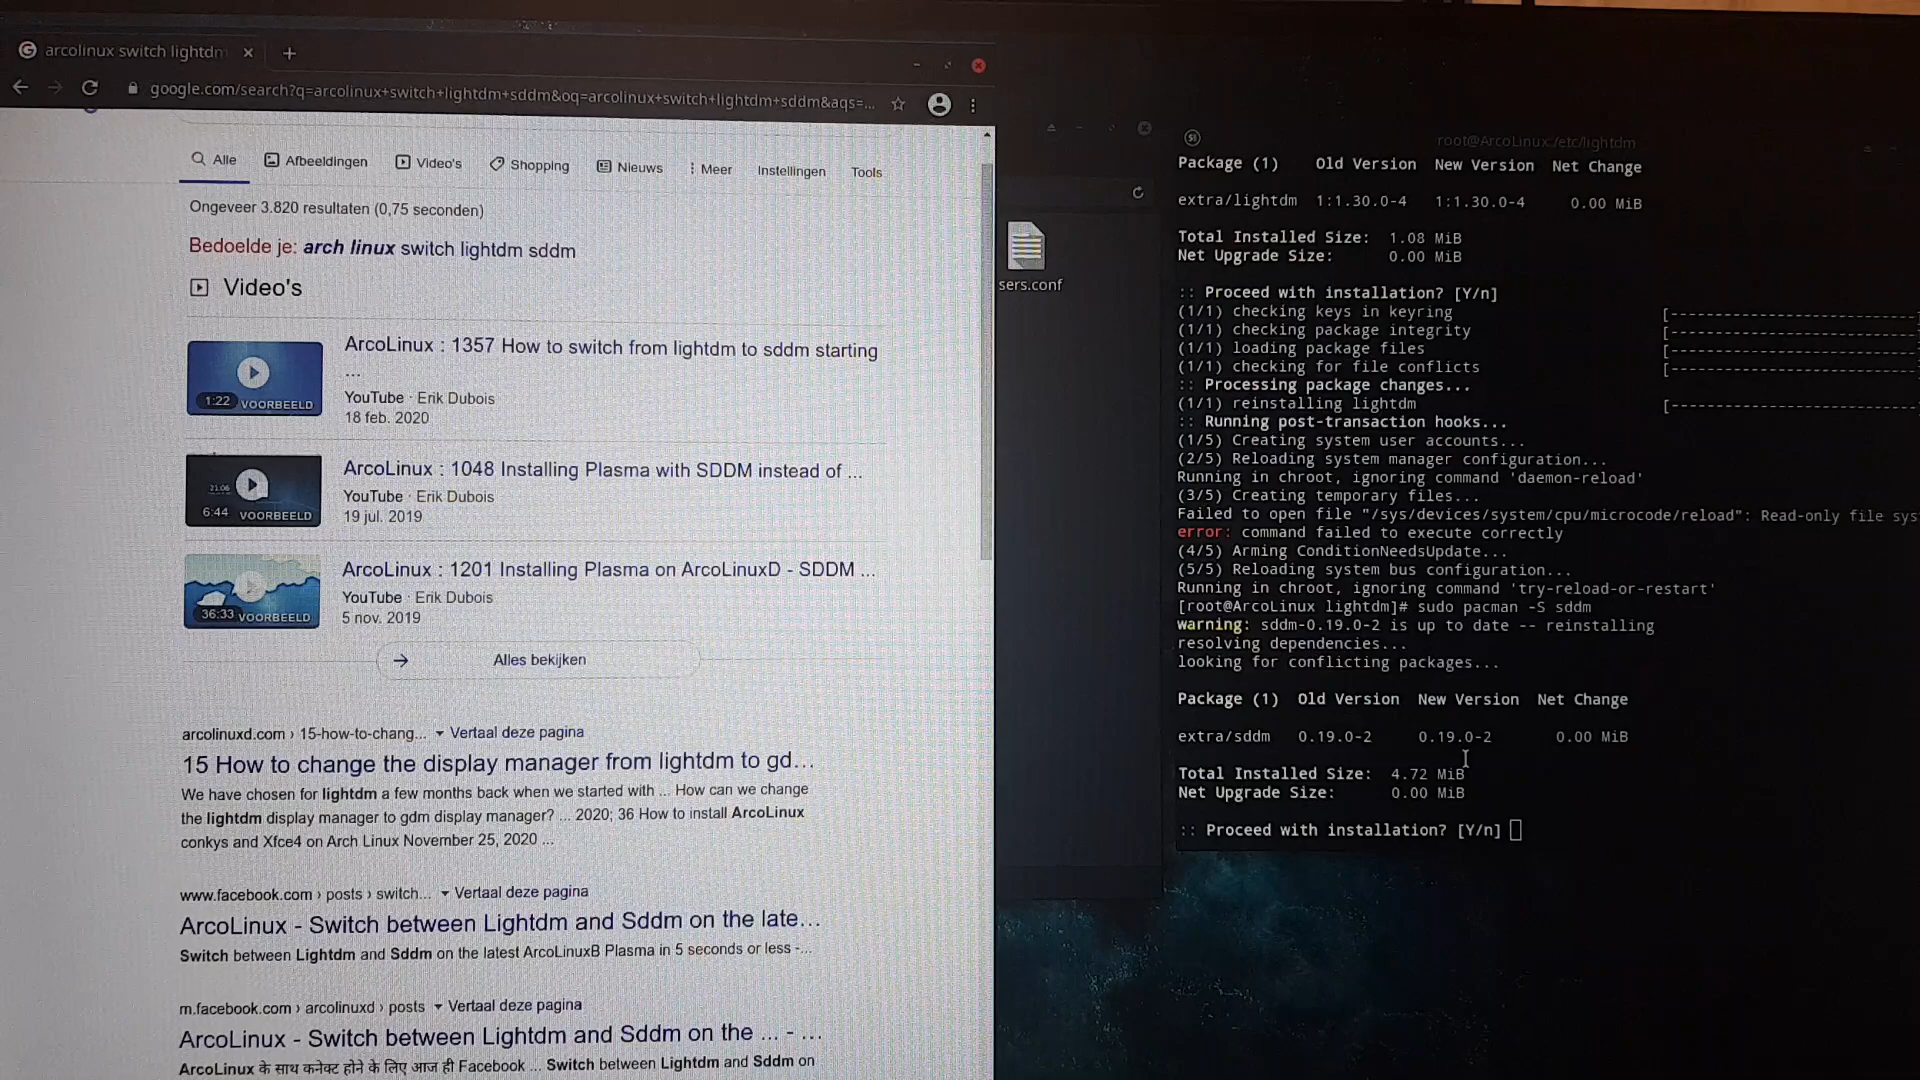 arcolinux switch lightdm
google.com/search?q=arcolinux+switch+lightdm+sddm&oq=arcolinux+switch+lightdm+sddm&aqs=...
Alle
Afbeeldingen
Video's
Shopping
Nieuws
Meer
Instellingen
Tools
Ongeveer 3.820 resultaten (0,75 seconden)
Bedoelde je: arch linux switch lightdm sddm
Video's
ArcoLinux : 1357 How to switch from lightdm to sddm starting
...
YouTube · Erik Dubois
18 feb. 2020
1:22 VOORBEELD
ArcoLinux : 1048 Installing Plasma with SDDM instead of ...
YouTube · Erik Dubois
19 jul. 2019
6:44 VOORBEELD
ArcoLinux : 1201 Installing Plasma on ArcoLinuxD - SDDM ...
YouTube · Erik Dubois
5 nov. 2019
36:33 VOORBEELD
Alles bekijken
arcolinuxd.com › 15-how-to-chang... Vertaal deze pagina
15 How to change the display manager from lightdm to gd...
We have chosen for lightdm a few months back when we started with ... How can we change
the lightdm display manager to gdm display manager? ... 2020; 36 How to install ArcoLinux
conkys and Xfce4 on Arch Linux November 25, 2020 ...
www.facebook.com › posts › switch... Vertaal deze pagina
ArcoLinux - Switch between Lightdm and Sddm on the late...
Switch between Lightdm and Sddm on the latest ArcoLinuxB Plasma in 5 seconds or less -...
m.facebook.com › arcolinuxd › posts Vertaal deze pagina
ArcoLinux - Switch between Lightdm and Sddm on the ... - ...
ArcoLinux के साथ कनेक्ट होने के लिए आज ही Facebook ... Switch between Lightdm and Sddm on
sers.conf
root@ArcoLinux:/etc/lightdm
Package (1) Old Version New Version Net Change
extra/lightdm 1:1.30.0-4 1:1.30.0-4 0.00 MiB
Total Installed Size: 1.08 MiB
Net Upgrade Size: 0.00 MiB
:: Proceed with installation? [Y/n]
(1/1) checking keys in keyring [--------------------
(1/1) checking package integrity [--------------------
(1/1) loading package files [--------------------
(1/1) checking for file conflicts [--------------------
:: Processing package changes...
(1/1) reinstalling lightdm [--------------------
:: Running post-transaction hooks...
(1/5) Creating system user accounts...
(2/5) Reloading system manager configuration...
Running in chroot, ignoring command 'daemon-reload'
(3/5) Creating temporary files...
Failed to open file "/sys/devices/system/cpu/microcode/reload": Read-only file sys
error: command failed to execute correctly
(4/5) Arming ConditionNeedsUpdate...
(5/5) Reloading system bus configuration...
Running in chroot, ignoring command 'try-reload-or-restart'
[root@ArcoLinux lightdm]# sudo pacman -S sddm
warning: sddm-0.19.0-2 is up to date -- reinstalling
resolving dependencies...
looking for conflicting packages...
Package (1) Old Version New Version Net Change
extra/sddm 0.19.0-2 0.19.0-2 0.00 MiB
Total Installed Size: 4.72 MiB
Net Upgrade Size: 0.00 MiB
:: Proceed with installation? [Y/n]